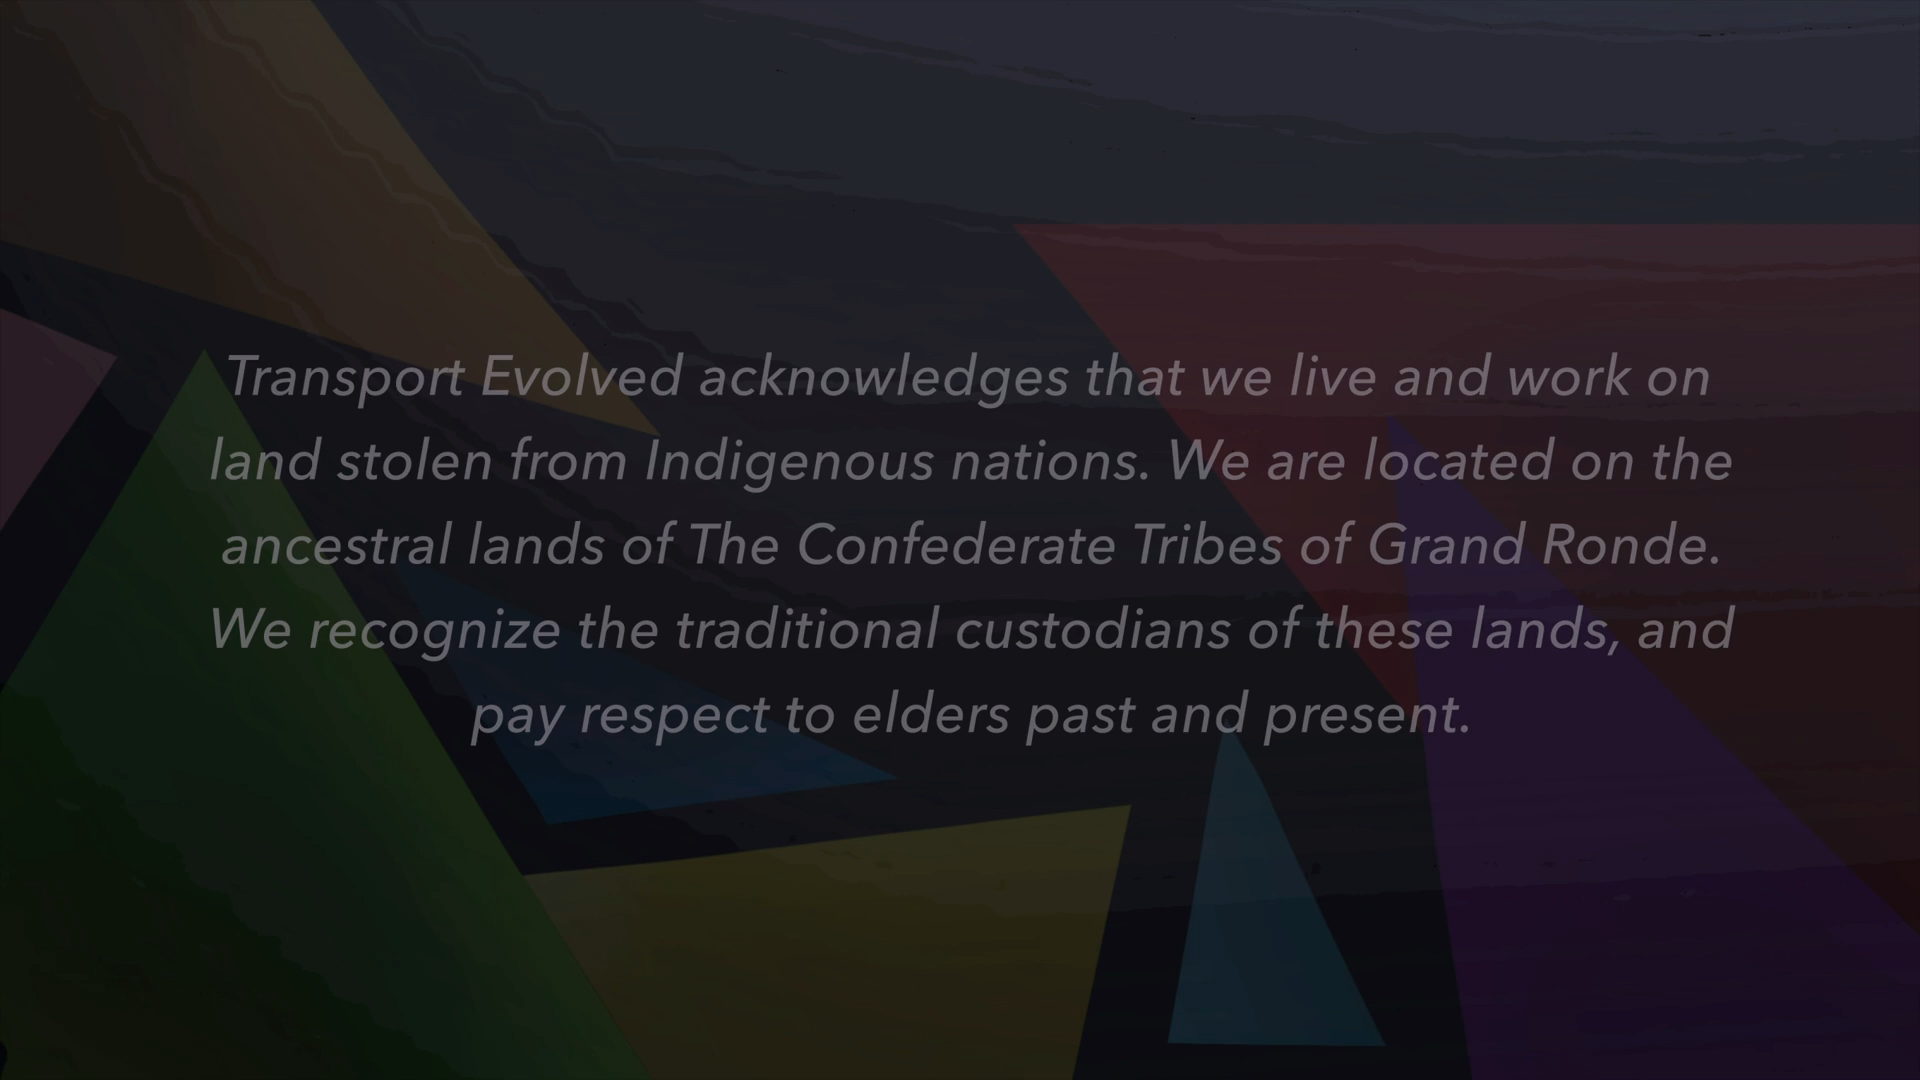 Transport Evolved acknowledges that we live and work on
land stolen from Indigenous nations. We are located on the
ancestral lands of The Confederate Tribes of Grand Ronde.
We recognize the traditional custodians of these lands, and
pay respect to elders past and present.